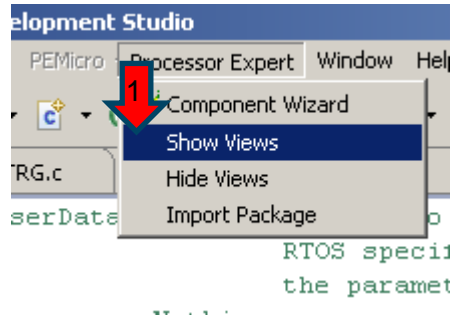 elopment Studio
PEMicro Processor Expert Window Help
1
Component Wizard
TRG.c
Show Views
Hide Views
Import Package
serData
RTOS specif
the paramet